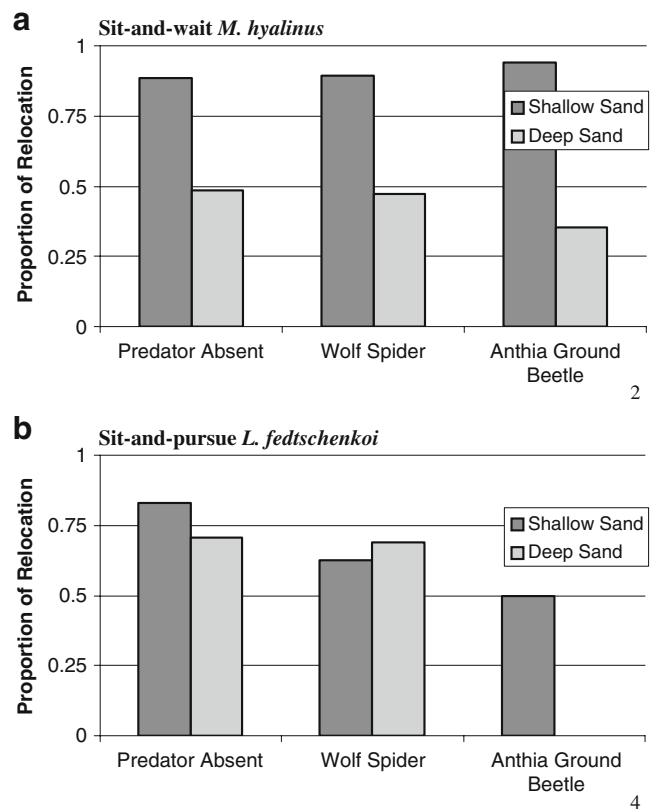 a
Sit-and-wait M. hyalinus
1
0.75
0.5
0.25
0
Proportion of Relocation
Shallow Sand
Deep Sand
Predator Absent
Wolf Spider
Anthia Ground
Beetle
2
b
Sit-and-pursue L. fedtschenkoi
1
0.75
0.5
0.25
0
Proportion of Relocation
Shallow Sand
Deep Sand
Predator Absent
Wolf Spider
Anthia Ground
Beetle
4